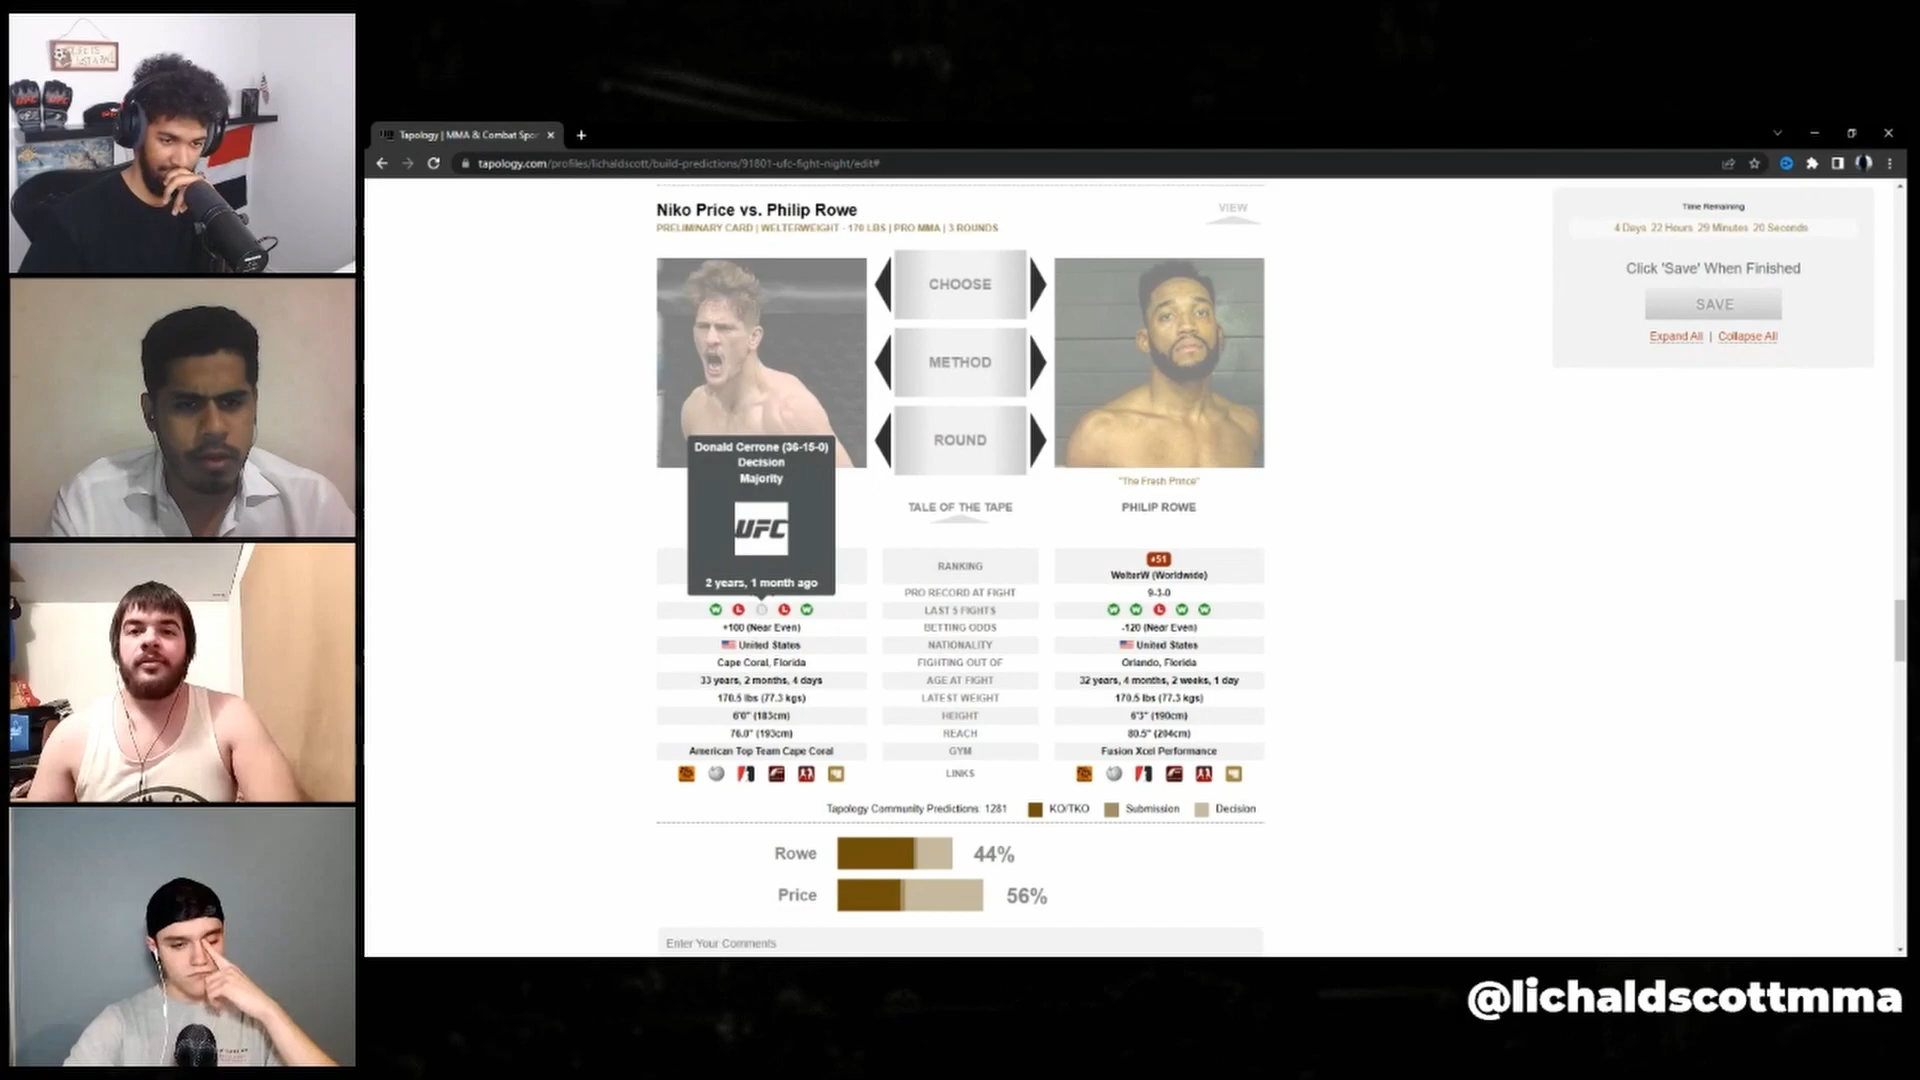 Tapology | MMA & Combat Spor
tapology.com/profiles/lichaldscott/build-predictions/91801-ufc-fight-night/edit#
Niko Price vs. Philip Rowe
VIEW
PRELIMINARY CARD | WELTERWEIGHT · 170 LBS | PRO MMA | 3 ROUNDS
Time Remaining
4 Days 22 Hours 29 Minutes 20 Seconds
Click 'Save' When Finished
SAVE
Expand All | Collapse All
CHOOSE
METHOD
ROUND
Donald Cerrone (36-15-0)
Decision
Majority
UFC
2 years, 1 month ago
"The Fresh Prince"
TALE OF THE TAPE
PHILIP ROWE
RANKING
#51
WelterW (Worldwide)
PRO RECORD AT FIGHT
9-3-0
W L L W
LAST 5 FIGHTS
W W L W W
+100 (Near Even)
BETTING ODDS
-120 (Near Even)
United States
NATIONALITY
United States
Cape Coral, Florida
FIGHTING OUT OF
Orlando, Florida
33 years, 2 months, 4 days
AGE AT FIGHT
32 years, 4 months, 2 weeks, 1 day
170.5 lbs (77.3 kgs)
LATEST WEIGHT
170.5 lbs (77.3 kgs)
6'0" (183cm)
HEIGHT
6'3" (190cm)
76.0" (193cm)
REACH
80.5" (204cm)
American Top Team Cape Coral
GYM
Fusion Xcel Performance
LINKS
Tapology Community Predictions: 1281
KO/TKO
Submission
Decision
Rowe
44%
Price
56%
Enter Your Comments
@lichaldscottmma
UFC
UFC